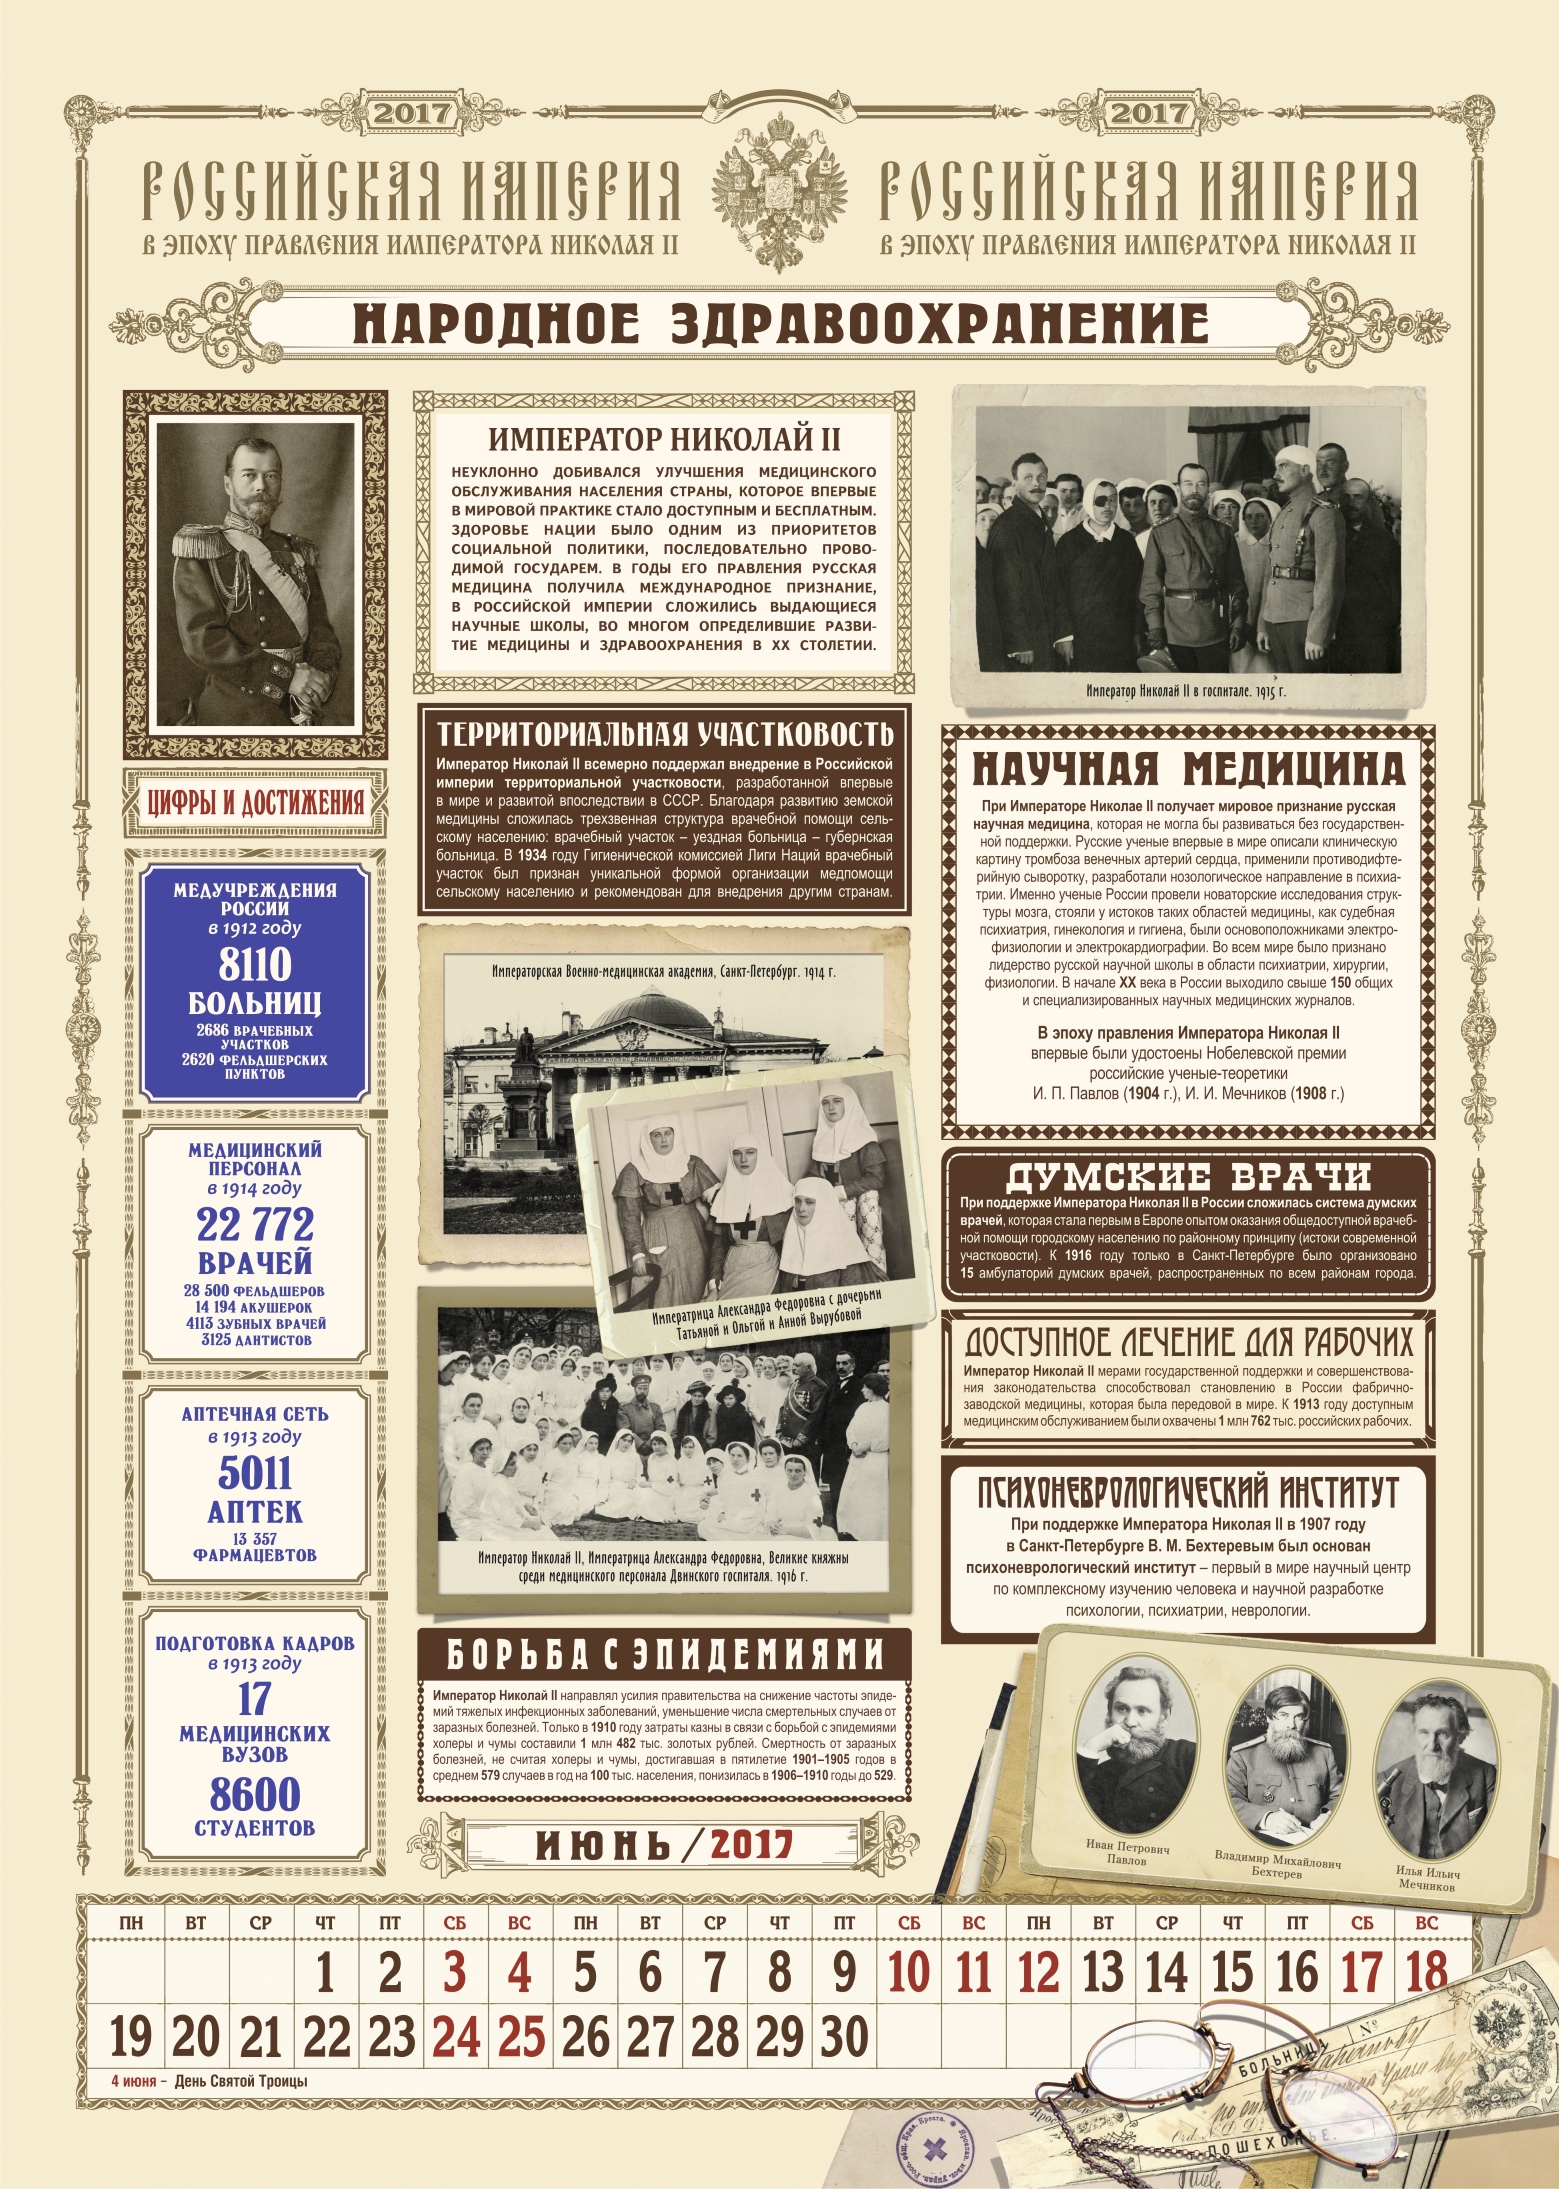 2017
2017
РОССИЙСКАЯ ИМПЕРИЯ
В ЭПОХУ ПРАВЛЕНИЯ ИМПЕРАТОРА НИКОЛАЯ II
РОССИЙСКАЯ ИМПЕРИЯ
В ЭПОХУ ПРАВЛЕНИЯ ИМПЕРАТОРА НИКОЛАЯ II
НАРОДНОЕ ЗДРАВООХРАНЕНИЕ
ЦИФРЫ И ДОСТИЖЕНИЯ
МЕДУЧРЕЖДЕНИЯ
РОССИИ
в 1912 году
8110
БОЛЬНИЦ
2686 ВРАЧЕБНЫХ
УЧАСТКОВ
2620 ФЕЛЬДШЕРСКИХ
ПУНКТОВ
МЕДИЦИНСКИЙ
ПЕРСОНАЛ
в 1914 году
22 772
ВРАЧЕЙ
28 500 ФЕЛЬДШЕРОВ
14 194 АКУШЕРОК
4113 ЗУБНЫХ ВРАЧЕЙ
3125 ДАНТИСТОВ
АПТЕЧНАЯ СЕТЬ
в 1913 году
5011
АПТЕК
13 357
ФАРМАЦЕВТОВ
ПОДГОТОВКА КАДРОВ
в 1913 году
17
МЕДИЦИНСКИХ
ВУЗОВ
8600
СТУДЕНТОВ
ИМПЕРАТОР НИКОЛАЙ II
НЕУКЛОННО ДОБИВАЛСЯ УЛУЧШЕНИЯ МЕДИЦИНСКОГО
ОБСЛУЖИВАНИЯ НАСЕЛЕНИЯ СТРАНЫ, КОТОРОЕ ВПЕРВЫЕ
В МИРОВОЙ ПРАКТИКЕ СТАЛО ДОСТУПНЫМ И БЕСПЛАТНЫМ.
ЗДОРОВЬЕ НАЦИИ БЫЛО ОДНИМ ИЗ ПРИОРИТЕТОВ
СОЦИАЛЬНОЙ ПОЛИТИКИ, ПОСЛЕДОВАТЕЛЬНО ПРОВО-
ДИМОЙ ГОСУДАРЕМ. В ГОДЫ ЕГО ПРАВЛЕНИЯ РУССКАЯ
МЕДИЦИНА ПОЛУЧИЛА МЕЖДУНАРОДНОЕ ПРИЗНАНИЕ,
В РОССИЙСКОЙ ИМПЕРИИ СЛОЖИЛИСЬ ВЫДАЮЩИЕСЯ
НАУЧНЫЕ ШКОЛЫ, ВО МНОГОМ ОПРЕДЕЛИВШИЕ РАЗВИ-
ТИЕ МЕДИЦИНЫ И ЗДРАВООХРАНЕНИЯ В XX СТОЛЕТИИ.
ТЕРРИТОРИАЛЬНАЯ УЧАСТКОВОСТЬ
Император Николай II всемерно поддержал внедрение в Российской
империи территориальной участковости, разработанной впервые
в мире и развитой впоследствии в СССР. Благодаря развитию земской
медицины сложилась трехзвенная структура врачебной помощи сель-
скому населению: врачебный участок – уездная больница – губернская
больница. В 1934 году Гигиенической комиссией Лиги Наций врачебный
участок был признан уникальной формой организации медпомощи
сельскому населению и рекомендован для внедрения другим странам.
Императорская Военно-медицинская академия, Санкт-Петербург. 1914 г.
Императрица Александра Федоровна с дочерьми
Татьяной и Ольгой и Анной Вырубовой
Император Николай II, Императрица Александра Федоровна, Великие княжны
среди медицинского персонала Двинского госпиталя. 1916 г.
БОРЬБА С ЭПИДЕМИЯМИ
Император Николай II направлял усилия правительства на снижение частоты эпиде-
мий тяжелых инфекционных заболеваний, уменьшение числа смертельных случаев от
заразных болезней. Только в 1910 году затраты казны в связи с борьбой с эпидемиями
холеры и чумы составили 1 млн 482 тыс. золотых рублей. Смертность от заразных
болезней, не считая холеры и чумы, достигавшая в пятилетие 1901–1905 годов в
среднем 579 случаев в год на 100 тыс. населения, понизилась в 1906–1910 годы до 529.
Император Николай II в госпитале. 1915 г.
НАУЧНАЯ МЕДИЦИНА
При Императоре Николае II получает мировое признание русская
научная медицина, которая не могла бы развиваться без государствен-
ной поддержки. Русские ученые впервые в мире описали клиническую
картину тромбоза венечных артерий сердца, применили противодифте-
рийную сыворотку, разработали нозологическое направление в психиа-
трии. Именно ученые России провели новаторские исследования струк-
туры мозга, стояли у истоков таких областей медицины, как судебная
психиатрия, гинекология и гигиена, были основоположниками электро-
физиологии и электрокардиографии. Во всем мире было признано
лидерство русской научной школы в области психиатрии, хирургии,
физиологии. В начале XX века в России выходило свыше 150 общих
и специализированных научных медицинских журналов.
В эпоху правления Императора Николая II
впервые были удостоены Нобелевской премии
российские ученые-теоретики
И. П. Павлов (1904 г.), И. И. Мечников (1908 г.)
ДУМСКИЕ ВРАЧИ
При поддержке Императора Николая II в России сложилась система думских
врачей, которая стала первым в Европе опытом оказания общедоступной врачеб-
ной помощи городскому населению по районному принципу (истоки современной
участковости). К 1916 году только в Санкт-Петербурге было организовано
15 амбулаторий думских врачей, распространенных по всем районам города.
ДОСТУПНОЕ ЛЕЧЕНИЕ ДЛЯ РАБОЧИХ
Император Николай II мерами государственной поддержки и совершенствова-
ния законодательства способствовал становлению в России фабрично-
заводской медицины, которая была передовой в мире. К 1913 году доступным
медицинским обслуживанием были охвачены 1 млн 762 тыс. российских рабочих.
ПСИХОНЕВРОЛОГИЧЕСКИЙ ИНСТИТУТ
При поддержке Императора Николая II в 1907 году
в Санкт-Петербурге В. М. Бехтеревым был основан
психоневрологический институт – первый в мире научный центр
по комплексному изучению человека и научной разработке
психологии, психиатрии, неврологии.
Иван Петрович
Павлов
Владимир Михайлович
Бехтерев
Илья Ильич
Мечников
ИЮНЬ / 2017
ПН ВТ СР ЧТ ПТ СБ ВС ПН ВТ СР ЧТ ПТ СБ ВС ПН ВТ СР ЧТ ПТ СБ ВС
1 2 3 4 5 6 7 8 9 10 11 12 13 14 15 16 17 18
19 20 21 22 23 24 25 26 27 28 29 30
4 июня - День Святой Троицы
№
БОЛЬНИЦ
ПОШЕХОНЬЕ.